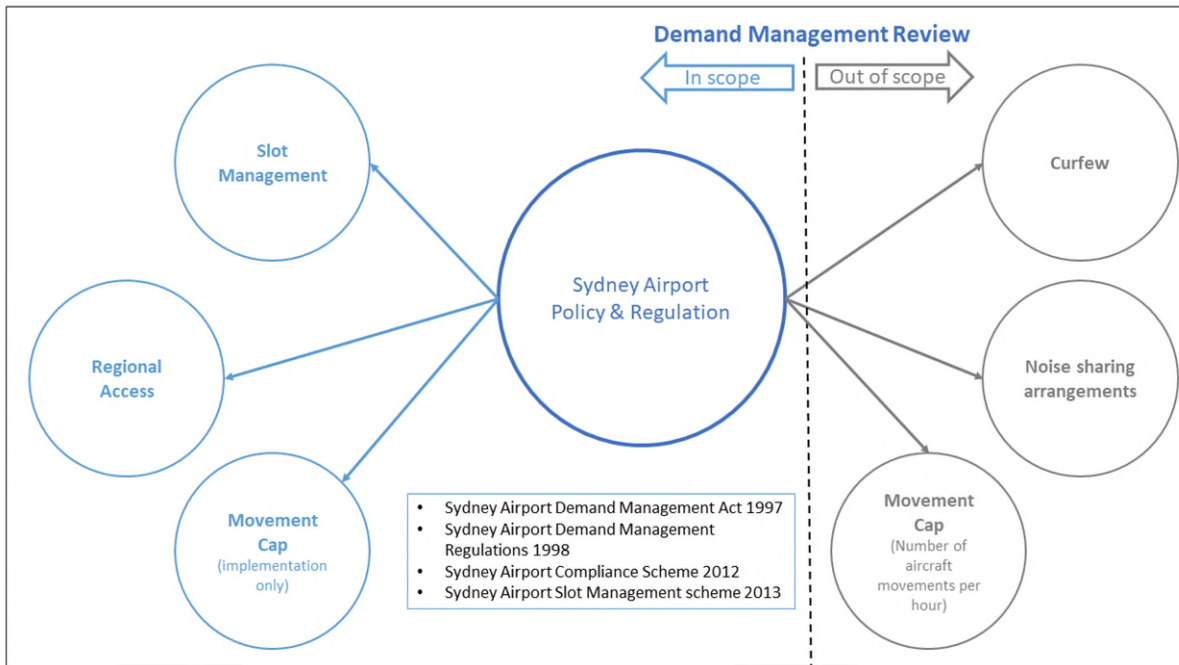 Demand Management Review
In scope
Out of scope
Slot
Management
Curfew
Sydney Airport
Policy & Regulation
Regional
Access
Noise sharing
arrangements
Movement
Cap
(implementation
only)
• Sydney Airport Demand Management Act 1997
• Sydney Airport Demand Management
Regulations 1998
• Sydney Airport Compliance Scheme 2012
• Sydney Airport Slot Management scheme 2013
Movement
Cap
(Number of
aircraft
movements per
hour)